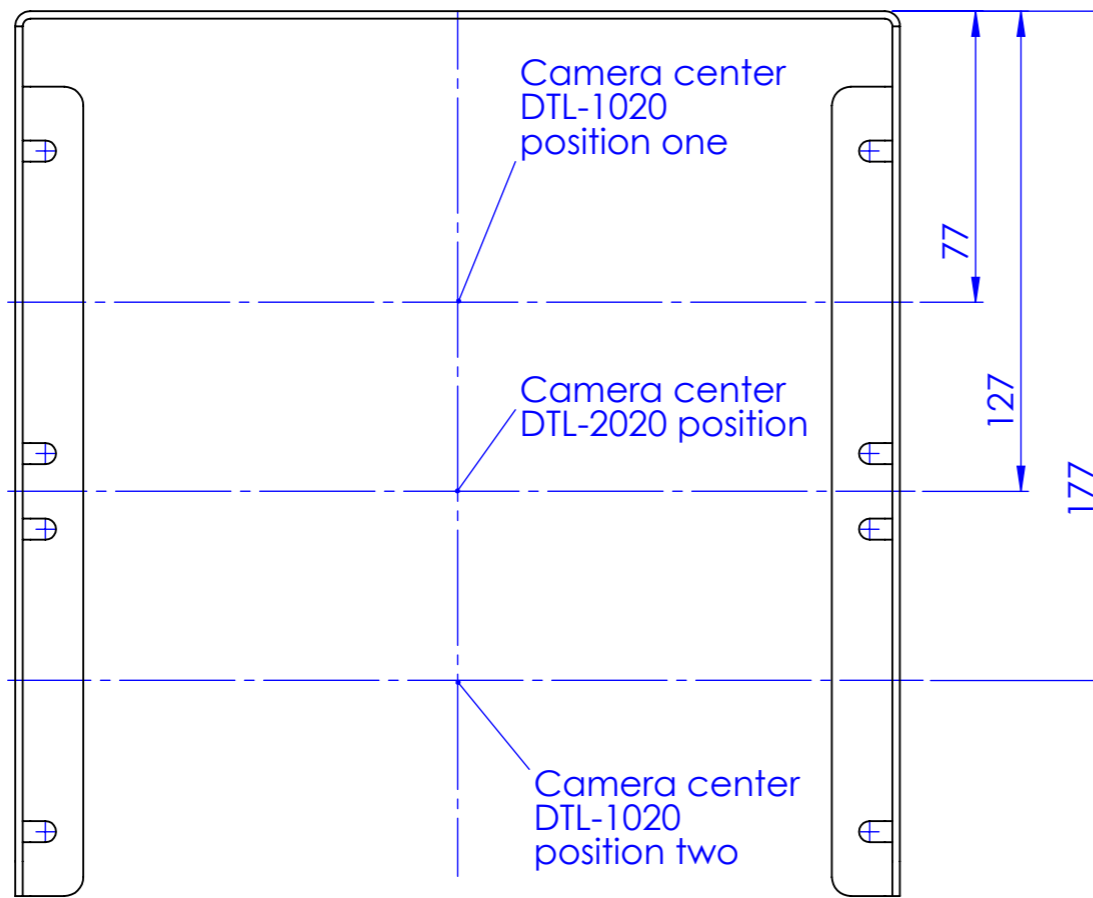 Camera center
DTL-1020
position one
77
Camera center
DTL-2020 position
127
177
Camera center
DTL-1020
position two